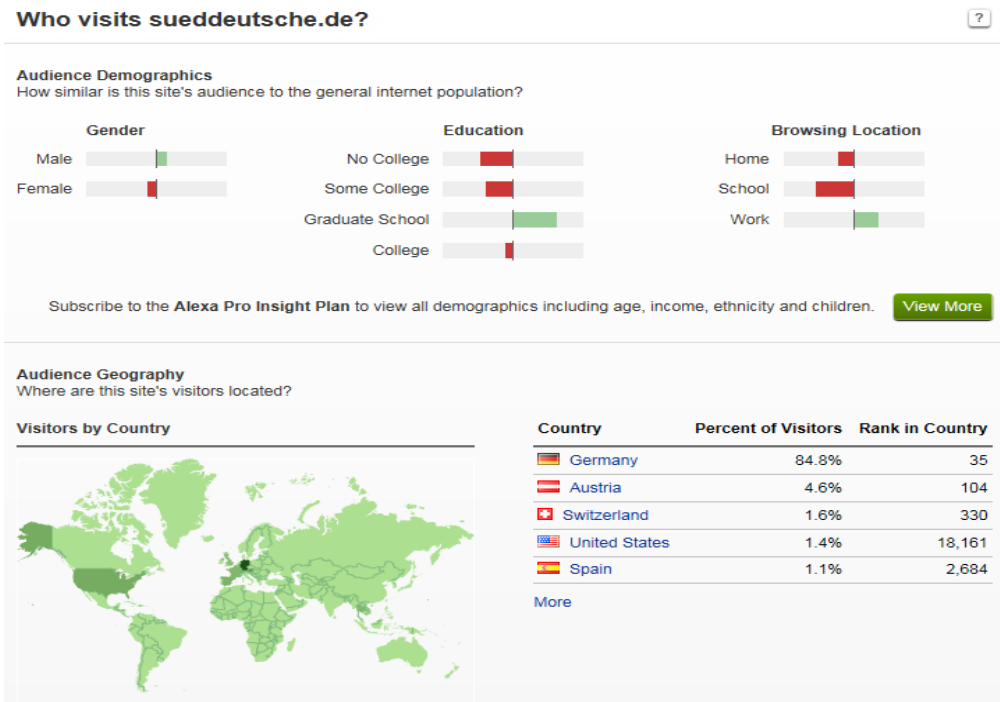 Who visits sueddeutsche.de?
?
Audience Demographics
How similar is this site's audience to the general internet population?
Gender
Male
Female
Education
No College
Some College
Graduate School
College
Browsing Location
Home
School
Work
Subscribe to the Alexa Pro Insight Plan to view all demographics including age, income, ethnicity and children.
View More
Audience Geography
Where are this site's visitors located?
Visitors by Country
Country Percent of Visitors Rank in Country
Germany 84.8% 35
Austria 4.6% 104
Switzerland 1.6% 330
United States 1.4% 18,161
Spain 1.1% 2,684
More